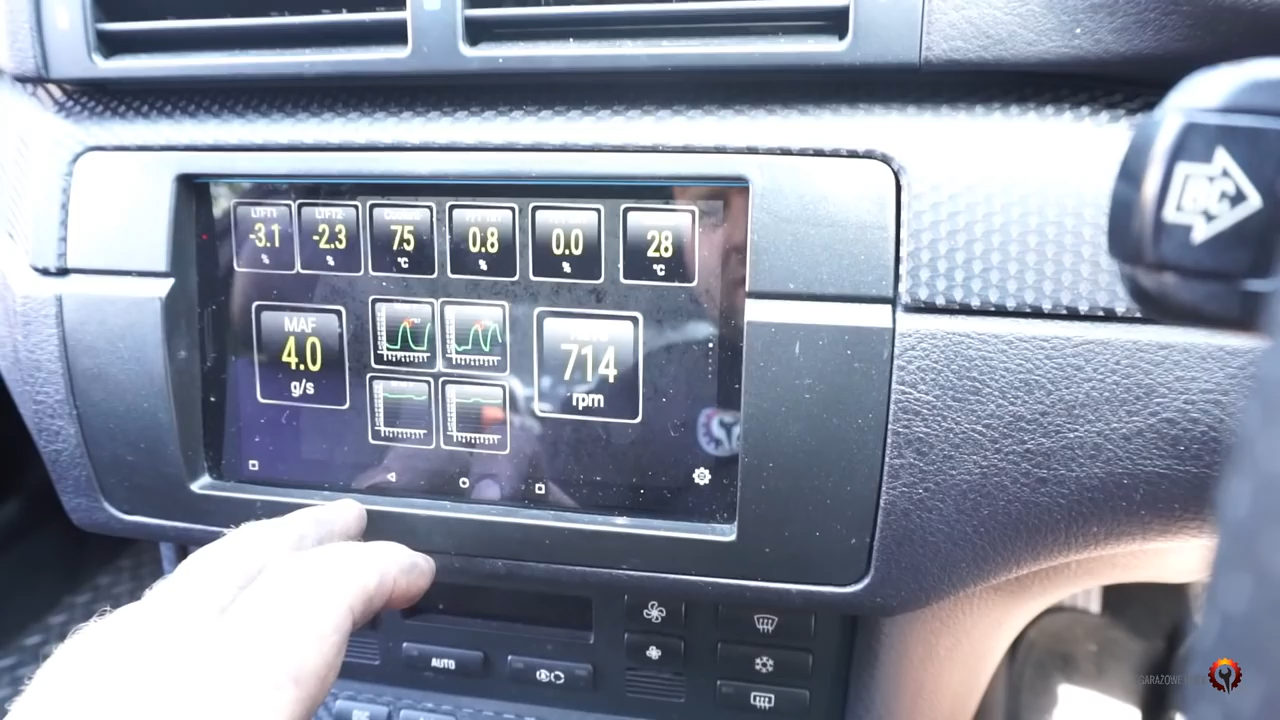 LTFT1
-3.1
%
LTFT2
-2.3
%
Coolant
75
°C
0.8
%
0.0
%
28
°C
MAF
4.0
g/s
714
rpm
BC
AUTO